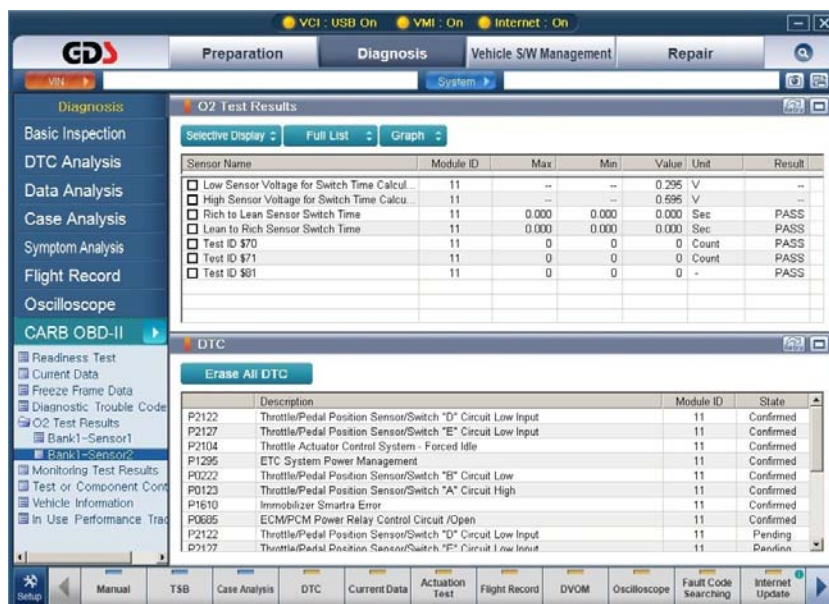 VCI : USB On VMI : On Internet : On
GDS Preparation Diagnosis Vehicle S/W Management Repair
VIN System
Diagnosis
Basic Inspection
DTC Analysis
Data Analysis
Case Analysis
Symptom Analysis
Flight Record
Oscilloscope
CARB OBD-II
Readiness Test
Current Data
Freeze Frame Data
Diagnostic Trouble Code
O2 Test Results
Bank1-Sensor1
Bank1-Sensor2
Monitoring Test Results
Test or Component Cont
Vehicle Information
In Use Performance Trac
O2 Test Results
Selective Display Full List Graph
Sensor Name Module ID Max Min Value Unit Result
Low Sensor Voltage for Switch Time Calcul... 11 -- -- 0.295 V --
High Sensor Voltage for Switch Time Calcu... 11 -- -- 0.695 V --
Rich to Lean Sensor Switch Time 11 0.000 0.000 0.000 Sec PASS
Lean to Rich Sensor Switch Time 11 0.000 0.000 0.000 Sec PASS
Test ID $70 11 0 0 0 Count PASS
Test ID $71 11 0 0 0 Count PASS
Test ID $81 11 0 0 0 - PASS
DTC
Erase All DTC
Description Module ID State
P2122 Throttle/Pedal Position Sensor/Switch "D" Circuit Low Input 11 Confirmed
P2127 Throttle/Pedal Position Sensor/Switch "E" Circuit Low Input 11 Confirmed
P2104 Throttle Actuator Control System - Forced Idle 11 Confirmed
P1295 ETC System Power Management 11 Confirmed
P0222 Throttle/Pedal Position Sensor/Switch "B" Circuit Low 11 Confirmed
P0123 Throttle/Pedal Position Sensor/Switch "A" Circuit High 11 Confirmed
P1610 Immobilizer Smartra Error 11 Confirmed
P0685 ECM/PCM Power Relay Control Circuit /Open 11 Confirmed
P2122 Throttle/Pedal Position Sensor/Switch "D" Circuit Low Input 11 Pending
P2127 Throttle/Pedal Position Sensor/Switch "E" Circuit Low Input 11 Pending
Setup Manual TSB Case Analysis DTC Current Data Actuation Test Flight Record DVOM Oscilloscope Fault Code Searching Internet Update